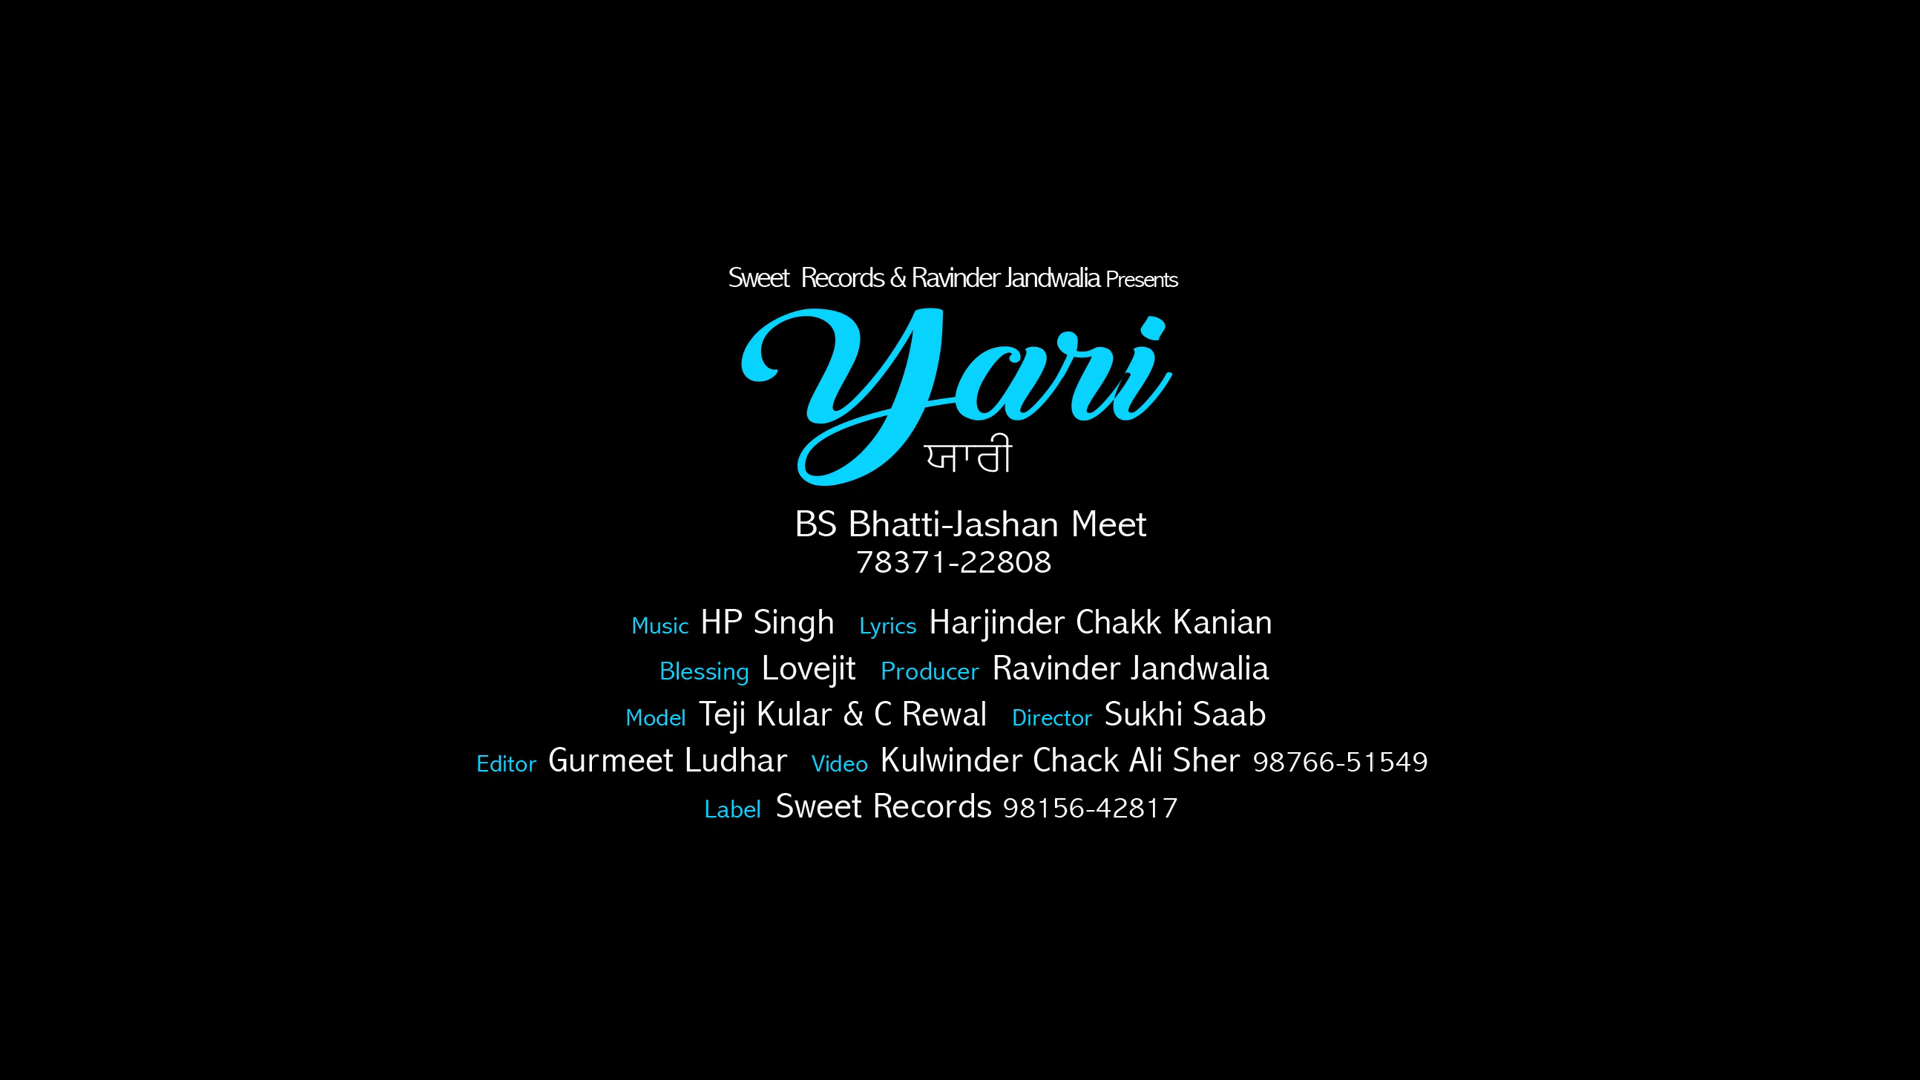 Sweet Records & Ravinder Jandwalia Presents
Yari
ਯਾਰੀ
BS Bhatti-Jashan Meet
78371-22808
Music HP Singh Lyrics Harjinder Chakk Kanian
Blessing Lovejit Producer Ravinder Jandwalia
Model Teji Kular & C Rewal Director Sukhi Saab
Editor Gurmeet Ludhar Video Kulwinder Chack Ali Sher 98766-51549
Label Sweet Records 98156-42817